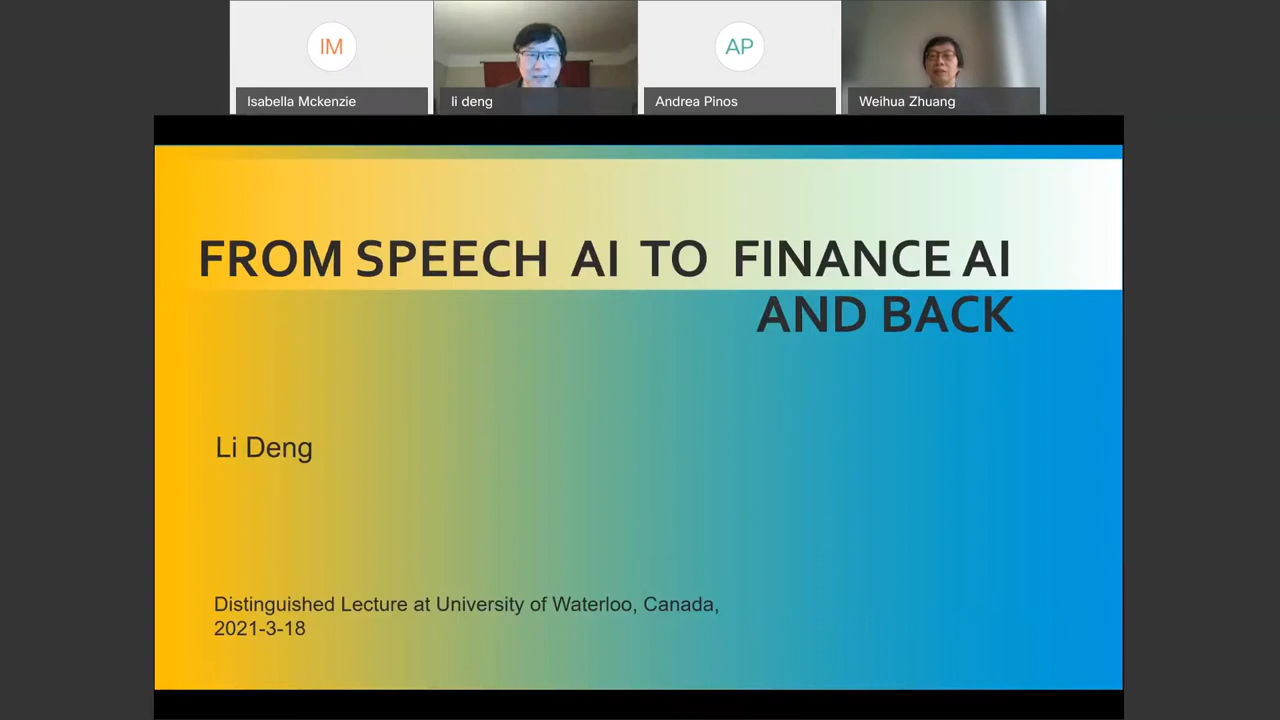 IM
AP
Isabella Mckenzie
li deng
Andrea Pinos
Weihua Zhuang
FROM SPEECH AI TO FINANCE AI
AND BACK
Li Deng
Distinguished Lecture at University of Waterloo, Canada,
2021-3-18